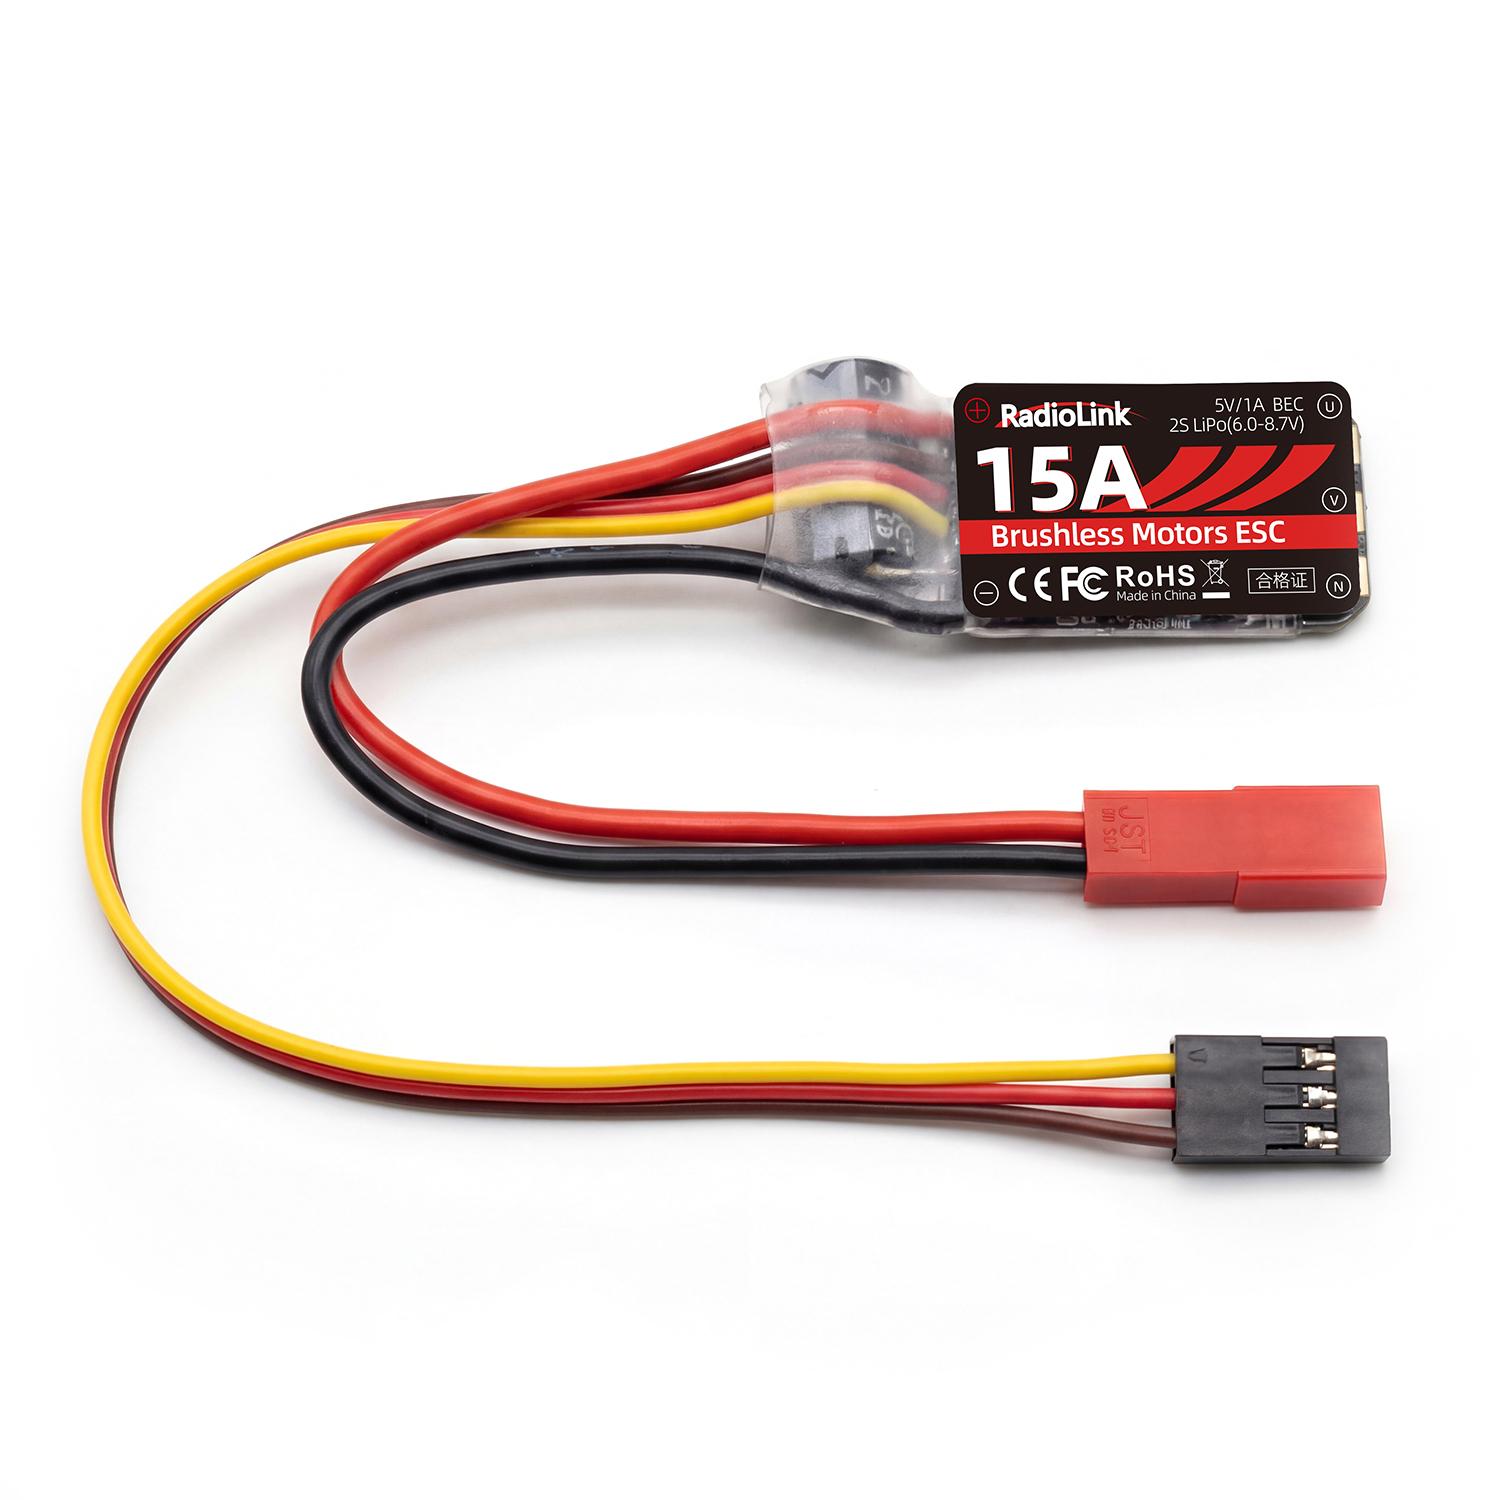 RadioLink
5V/1A BEC
2S LiPo(6.0-8.7V)
U
15A
V
Brushless Motors ESC
CE FC RoHS
Made in China
合格证
N
JST